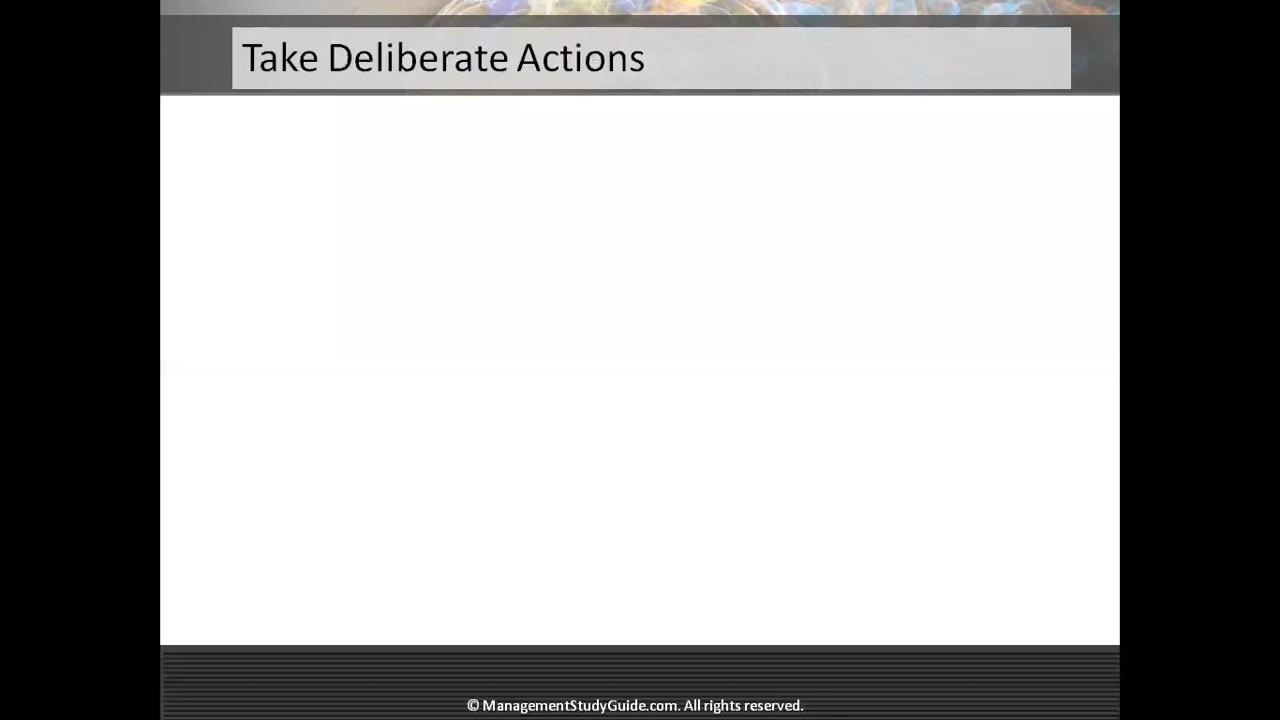 Take Deliberate Actions
© ManagementStudyGuide.com. All rights reserved.